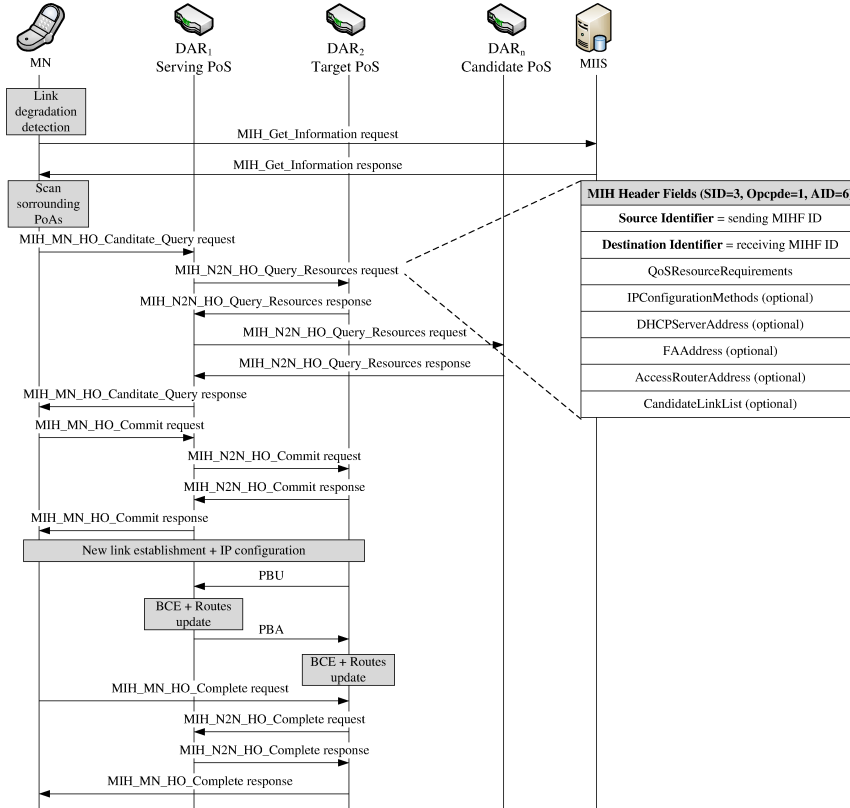 MN
DAR1
Serving PoS
DAR2
Target PoS
DARn
Candidate PoS
MIIS
Link
degradation
detection
MIH_Get_Information request
MIH_Get_Information response
Scan
sorrounding
PoAs
MIH Header Fields (SID=3, Opcpde=1, AID=6
Source Identifier = sending MIHF ID
Destination Identifier = receiving MIHF ID
QoSResourceRequirements
IPConfigurationMethods (optional)
DHCPServerAddress (optional)
FAAddress (optional)
AccessRouterAddress (optional)
CandidateLinkList (optional)
MIH_MN_HO_Canditate_Query request
MIH_N2N_HO_Query_Resources request
MIH_N2N_HO_Query_Resources response
MIH_N2N_HO_Query_Resources request
MIH_N2N_HO_Query_Resources response
MIH_MN_HO_Canditate_Query response
MIH_MN_HO_Commit request
MIH_N2N_HO_Commit request
MIH_N2N_HO_Commit response
MIH_MN_HO_Commit response
New link establishment + IP configuration
PBU
BCE + Routes
update
PBA
BCE + Routes
update
MIH_MN_HO_Complete request
MIH_N2N_HO_Complete request
MIH_N2N_HO_Complete response
MIH_MN_HO_Complete response